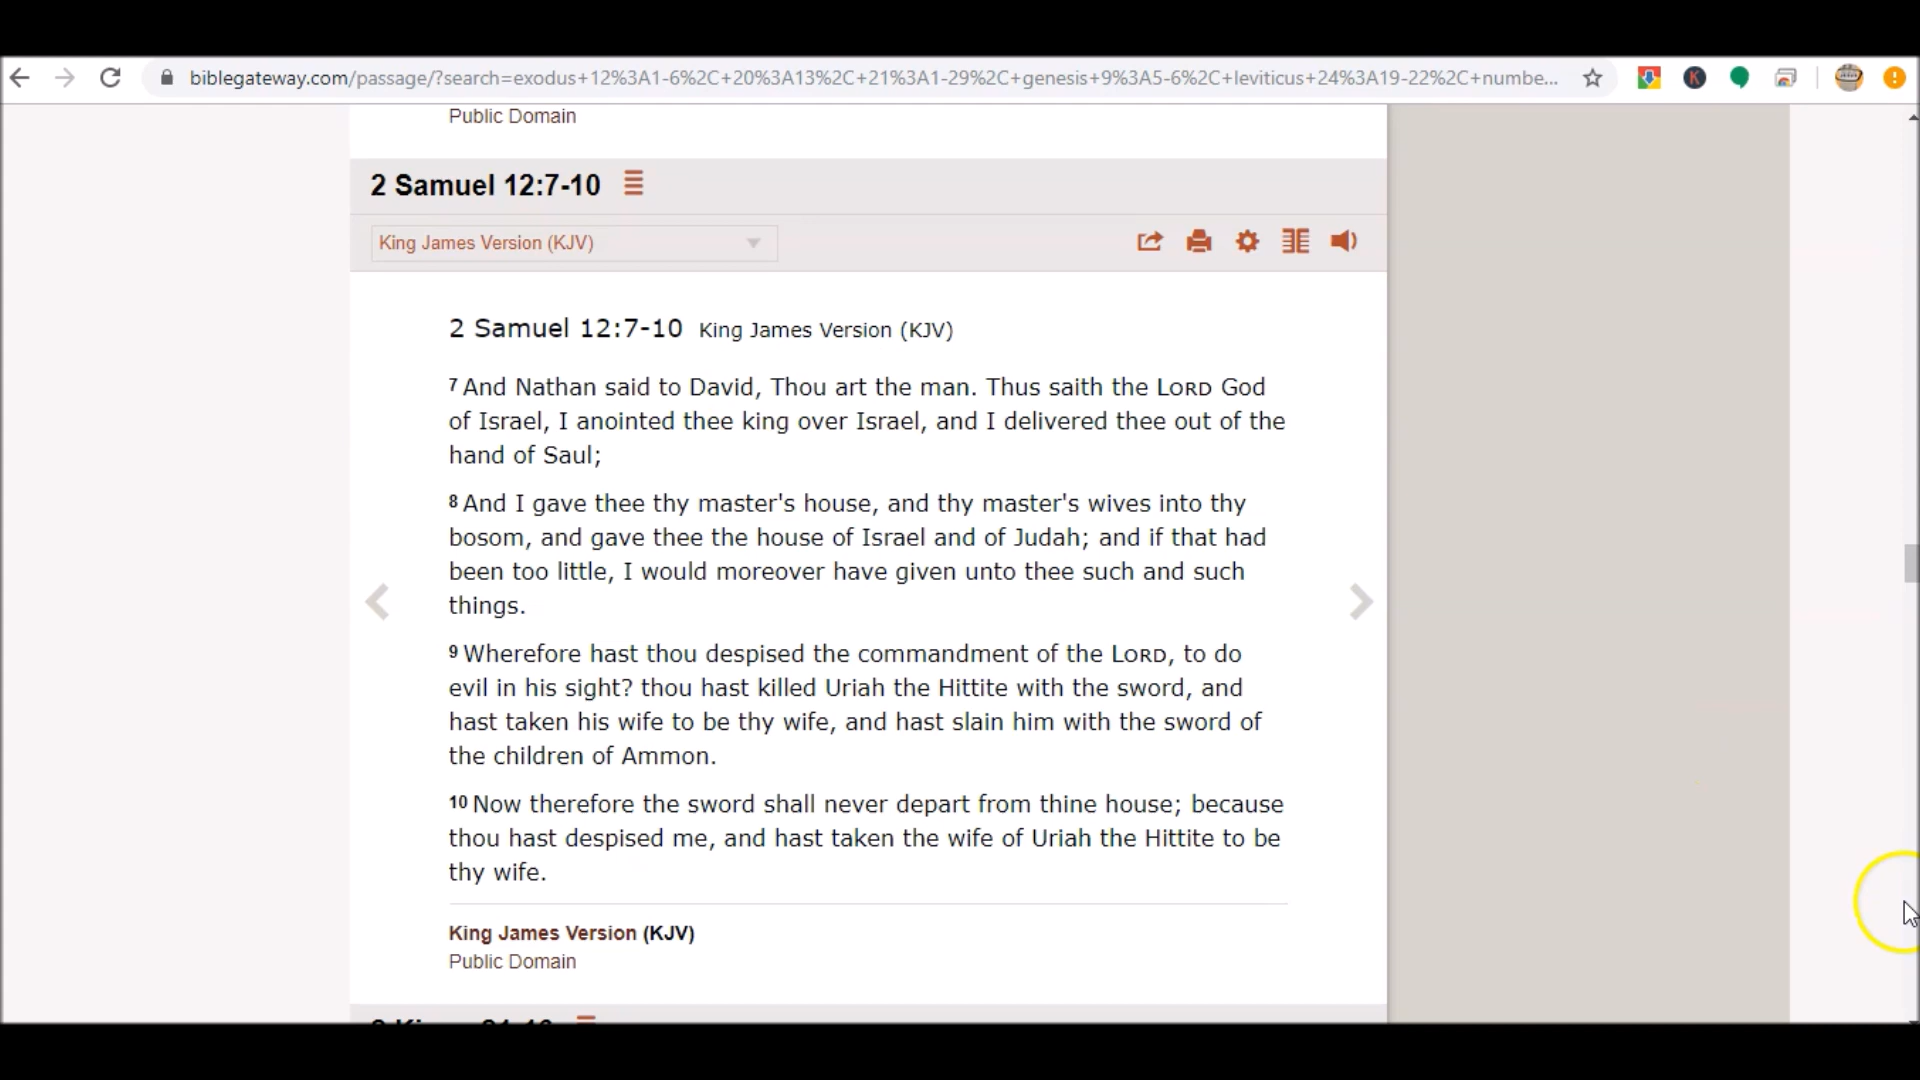 biblegateway.com/passage/?search=exodus+12%3A1-6%2C+20%3A13%2C+21%3A1-29%2C+genesis+9%3A5-6%2C+leviticus+24%3A19-22%2C+numbe...
Public Domain
2 Samuel 12:7-10
King James Version (KJV)
2 Samuel 12:7-10 King James Version (KJV)
7 And Nathan said to David, Thou art the man. Thus saith the LORD God
of Israel, I anointed thee king over Israel, and I delivered thee out of the
hand of Saul;
8 And I gave thee thy master's house, and thy master's wives into thy
bosom, and gave thee the house of Israel and of Judah; and if that had
been too little, I would moreover have given unto thee such and such
things.
9 Wherefore hast thou despised the commandment of the LORD, to do
evil in his sight? thou hast killed Uriah the Hittite with the sword, and
hast taken his wife to be thy wife, and hast slain him with the sword of
the children of Ammon.
10 Now therefore the sword shall never depart from thine house; because
thou hast despised me, and hast taken the wife of Uriah the Hittite to be
thy wife.
King James Version (KJV)
Public Domain